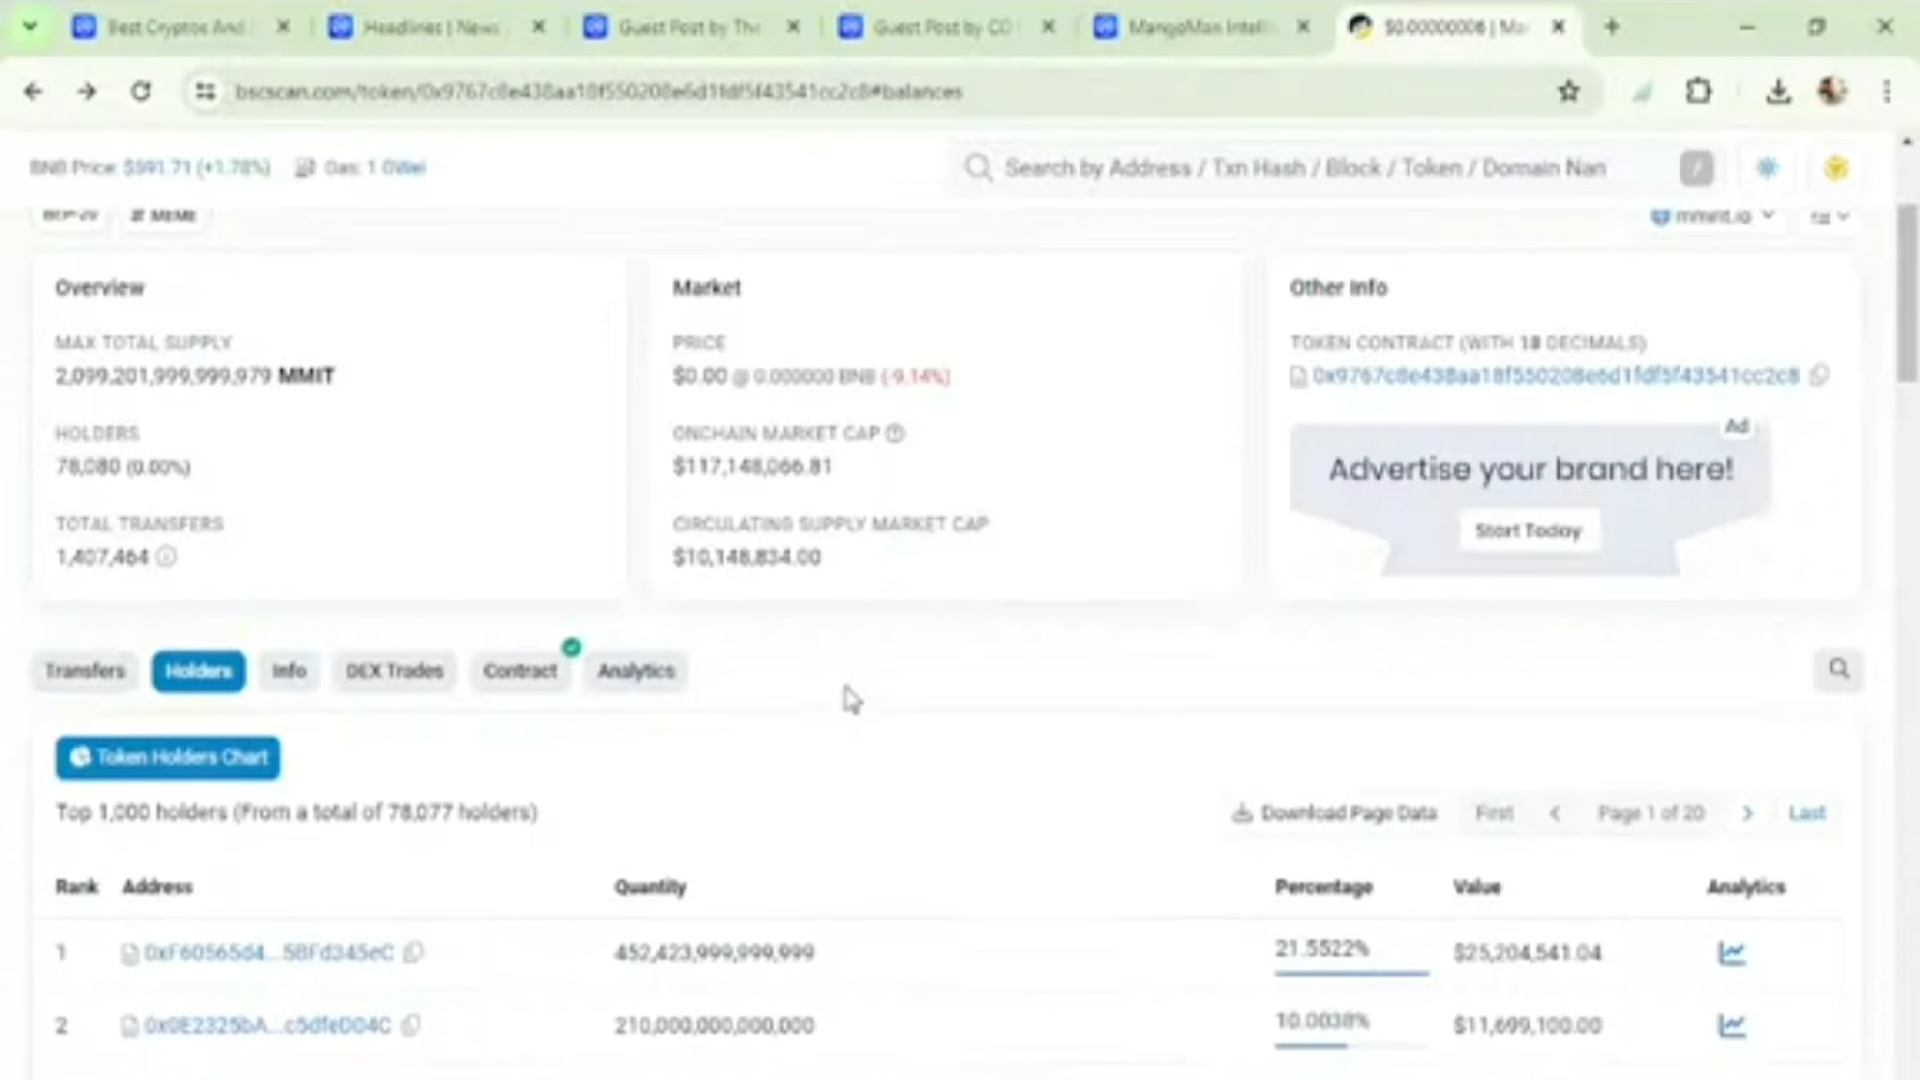 Best Cryptos And
Headlines | News
Guest Post by The
Guest Post by CO
MangoMan Intelli
$0.00000006 | Ma
bscscan.com/token/0x9767c8e438aa18f550208e6d1fdf5f43541cc2c8#balances
BNB Price: $591.71 (+1.78%) Gas: 1 GWei
Search by Address / Txn Hash / Block / Token / Domain Nan
/
BEP-20 # MEME
mmit.io
Overview
MAX TOTAL SUPPLY
2,099,201,999,999,979 MMIT
HOLDERS
78,080 (0.00%)
TOTAL TRANSFERS
1,407,464
Market
PRICE
$0.00 @ 0.000000 BNB (-9.14%)
ONCHAIN MARKET CAP
$117,148,066.81
CIRCULATING SUPPLY MARKET CAP
$10,148,834.00
Other Info
TOKEN CONTRACT (WITH 18 DECIMALS)
0x9767c8e438aa18f550208e6d1fdf5f43541cc2c8
Ad
Advertise your brand here!
Start Today
Transfers Holders Info DEX Trades Contract Analytics
Token Holders Chart
Top 1,000 holders (From a total of 78,077 holders)
Download Page Data First Page 1 of 20 Last
Rank Address Quantity Percentage Value Analytics
1 0xF60565d4...5BFd345eC 452,423,999,999,999 21.5522% $25,204,541.04
2 0x0E2325bA...c5dfeD04C 210,000,000,000,000 10.0038% $11,699,100.00